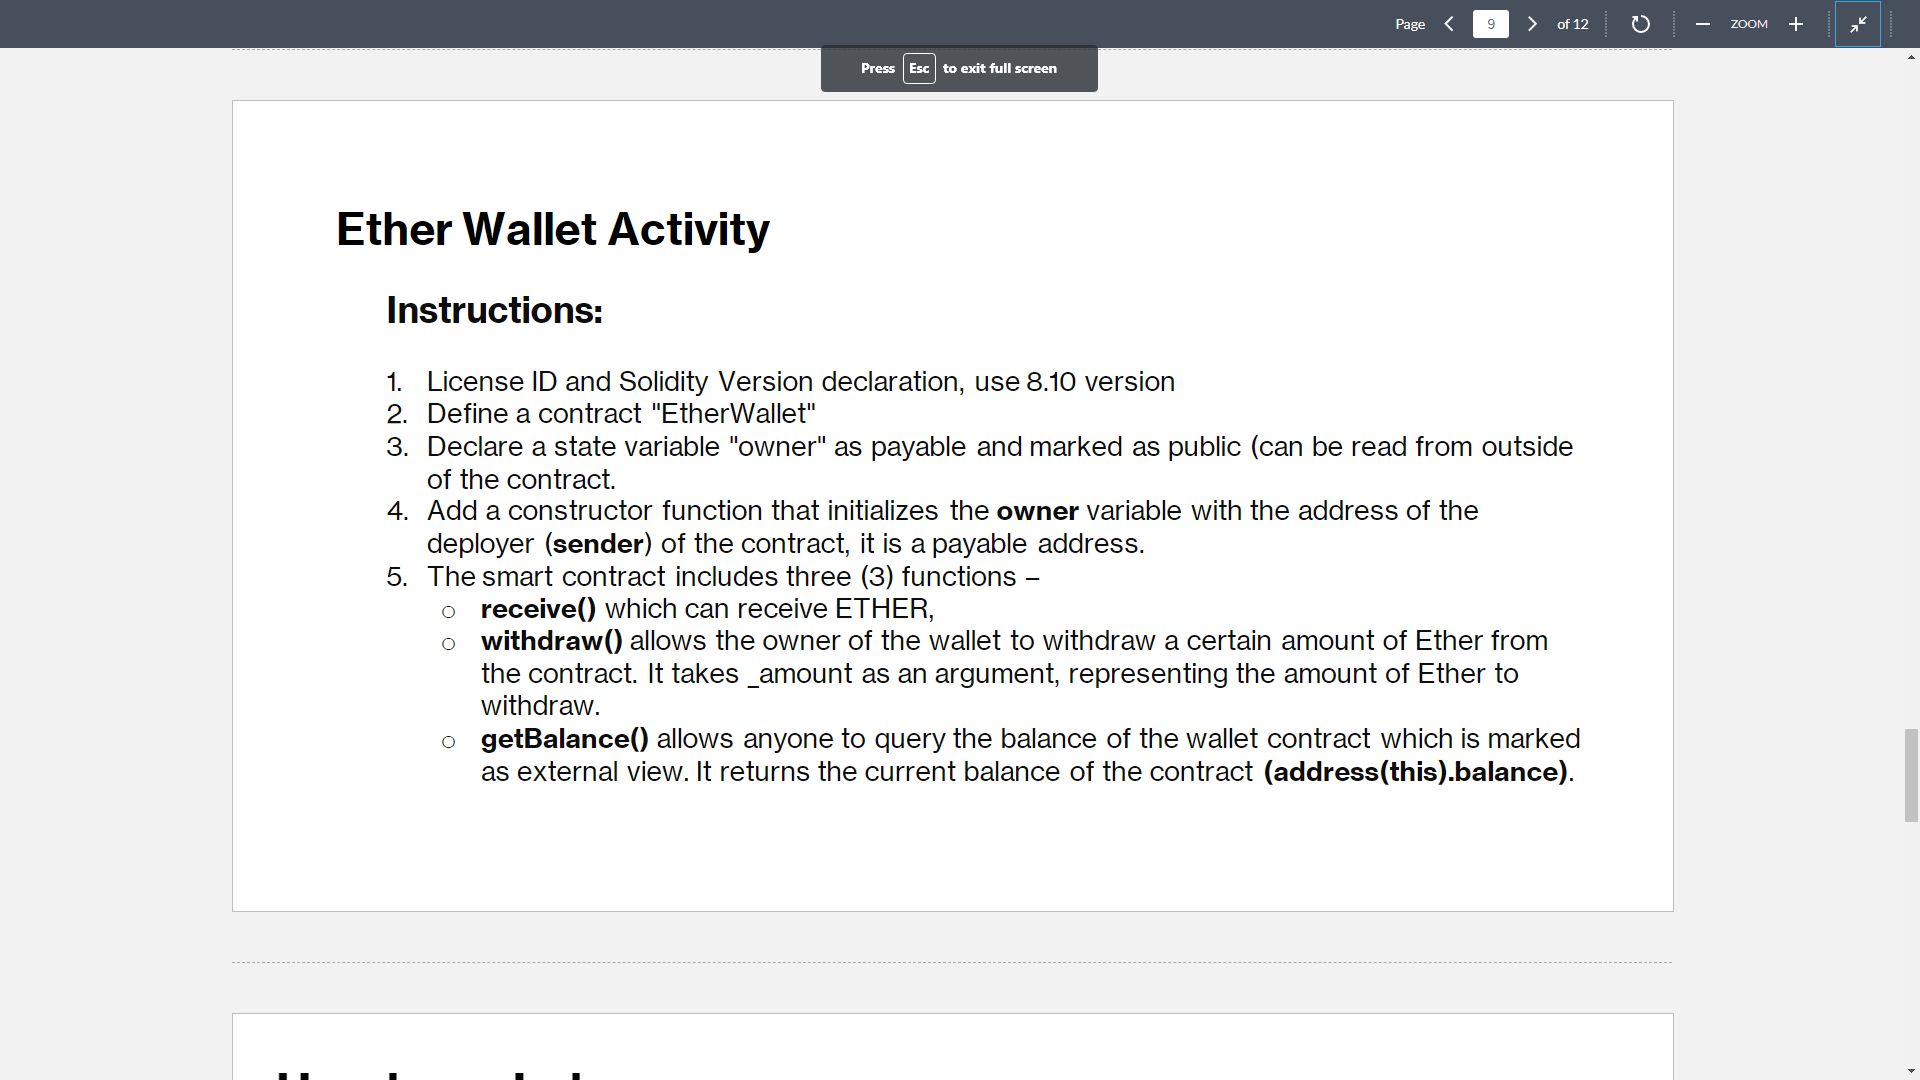 Page 9 of 12 ZOOM
Press Esc to exit full screen
Ether Wallet Activity
Instructions:
1. License ID and Solidity Version declaration, use 8.10 version
2. Define a contract "EtherWallet"
3. Declare a state variable "owner" as payable and marked as public (can be read from outside
of the contract.
4. Add a constructor function that initializes the owner variable with the address of the
deployer (sender) of the contract, it is a payable address.
5. The smart contract includes three (3) functions –
○ receive() which can receive ETHER,
○ withdraw() allows the owner of the wallet to withdraw a certain amount of Ether from
the contract. It takes _amount as an argument, representing the amount of Ether to
withdraw.
○ getBalance() allows anyone to query the balance of the wallet contract which is marked
as external view. It returns the current balance of the contract (address(this).balance).